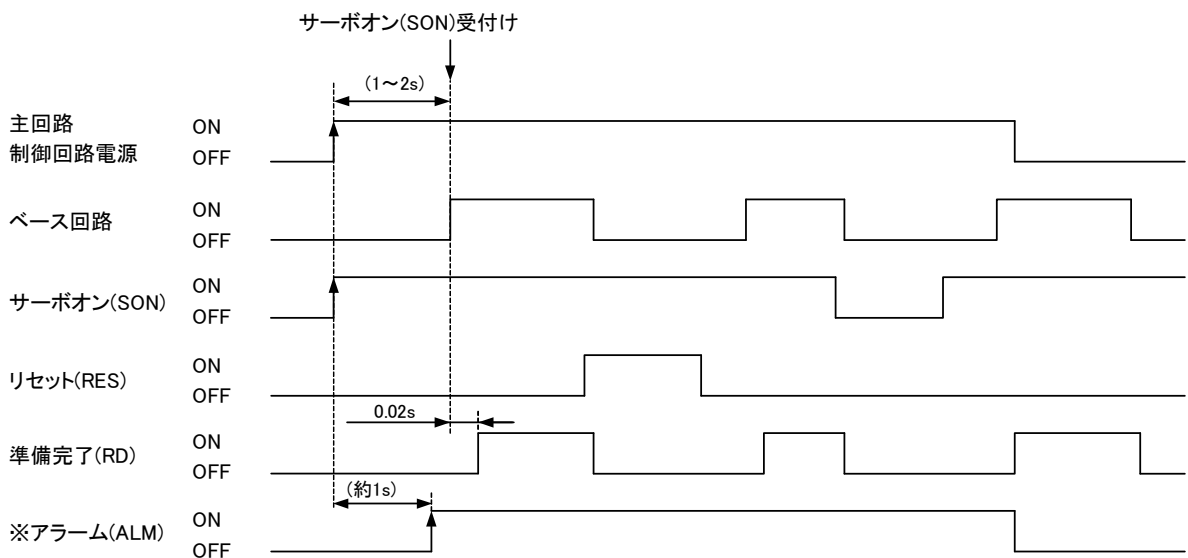 サーボオン(SON)受付け
(1～2s)
主回路
制御回路電源
ON
OFF
ベース回路
ON
OFF
サーボオン(SON)
ON
OFF
リセット(RES)
ON
OFF
0.02s
準備完了(RD)
ON
OFF
(約1s)
※アラーム(ALM)
ON
OFF